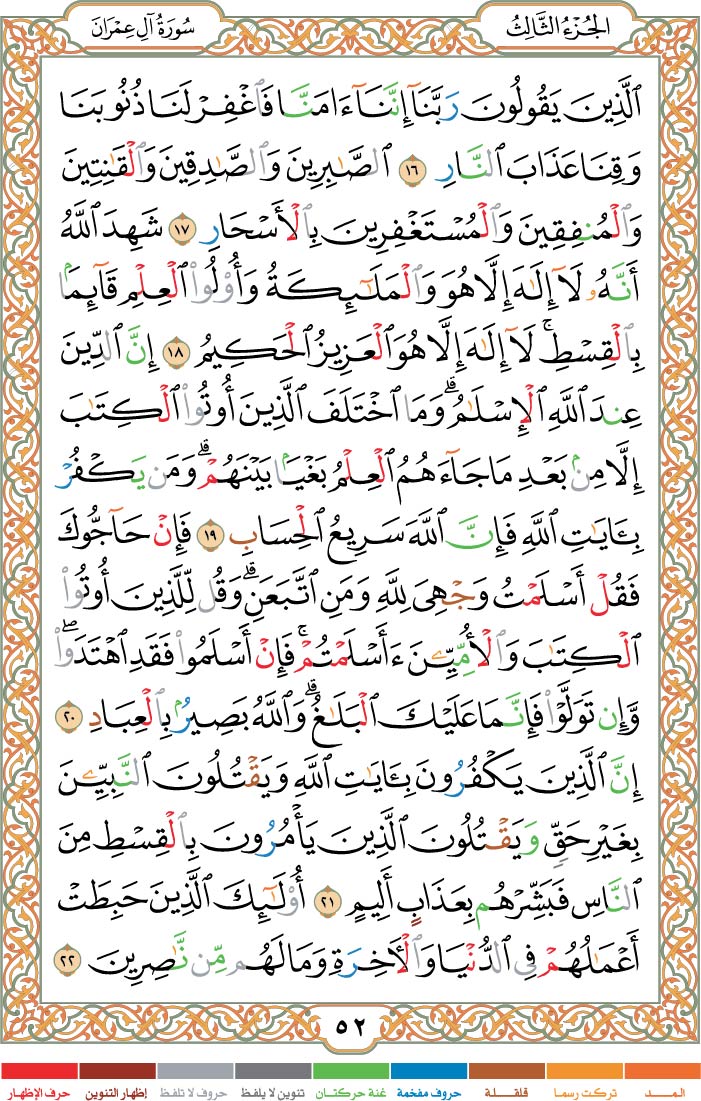 الجُزْءُ الثَّالِثُ
سُورَةُ آلِ عِمْرَانَ
ٱلَّذِينَ يَقُولُونَ رَبَّنَآ إِنَّنَآ ءَامَنَّا فَٱغْفِرْ لَنَا ذُنُوبَنَا
وَقِنَا عَذَابَ ٱلنَّارِ ١٦ ٱلصَّٰبِرِينَ وَٱلصَّٰدِقِينَ وَٱلْقَٰنِتِينَ
وَٱلْمُنفِقِينَ وَٱلْمُسْتَغْفِرِينَ بِٱلْأَسْحَارِ ١٧ شَهِدَ ٱللَّهُ
أَنَّهُۥ لَآ إِلَٰهَ إِلَّا هُوَ وَٱلْمَلَٰٓئِكَةُ وَأُو۟لُوا۟ ٱلْعِلْمِ قَآئِمَۢا
بِٱلْقِسْطِ ۚ لَآ إِلَٰهَ إِلَّا هُوَ ٱلْعَزِيزُ ٱلْحَكِيمُ ١٨ إِنَّ ٱلدِّينَ
عِندَ ٱللَّهِ ٱلْإِسْلَٰمُ ۗ وَمَا ٱخْتَلَفَ ٱلَّذِينَ أُوتُوا۟ ٱلْكِتَٰبَ
إِلَّا مِنۢ بَعْدِ مَا جَآءَهُمُ ٱلْعِلْمُ بَغْيَۢا بَيْنَهُمْ ۗ وَمَن يَكْفُرْ
بِـَٔايَٰتِ ٱللَّهِ فَإِنَّ ٱللَّهَ سَرِيعُ ٱلْحِسَابِ ١٩ فَإِنْ حَآجُّوكَ
فَقُلْ أَسْلَمْتُ وَجْهِىَ لِلَّهِ وَمَنِ ٱتَّبَعَنِ ۗ وَقُل لِّلَّذِينَ أُوتُوا۟
ٱلْكِتَٰبَ وَٱلْأُمِّيِّۦنَ ءَأَسْلَمْتُمْ ۚ فَإِنْ أَسْلَمُوا۟ فَقَدِ ٱهْتَدَوا۟ ۖ
وَّإِن تَوَلَّوْا۟ فَإِنَّمَا عَلَيْكَ ٱلْبَلَٰغُ ۗ وَٱللَّهُ بَصِيرٌۢ بِٱلْعِبَادِ ٢٠
إِنَّ ٱلَّذِينَ يَكْفُرُونَ بِـَٔايَٰتِ ٱللَّهِ وَيَقْتُلُونَ ٱلنَّبِيِّۦنَ
بِغَيْرِ حَقٍّ وَيَقْتُلُونَ ٱلَّذِينَ يَأْمُرُونَ بِٱلْقِسْطِ مِنَ
ٱلنَّاسِ فَبَشِّرْهُم بِعَذَابٍ أَلِيمٍ ٢١ أُو۟لَٰٓئِكَ ٱلَّذِينَ حَبِطَتْ
أَعْمَٰلُهُمْ فِى ٱلدُّنْيَا وَٱلْءَاخِرَةِ وَمَا لَهُم مِّن نَّٰصِرِينَ ٢٢
٥٢
المـــد
تركت رسما
قلقـلـة
حروف مفخمة
غنة حركتان
تنوين لا يلفظ
حروف لا تلفظ
إظهار التنوين
حرف الإظهار